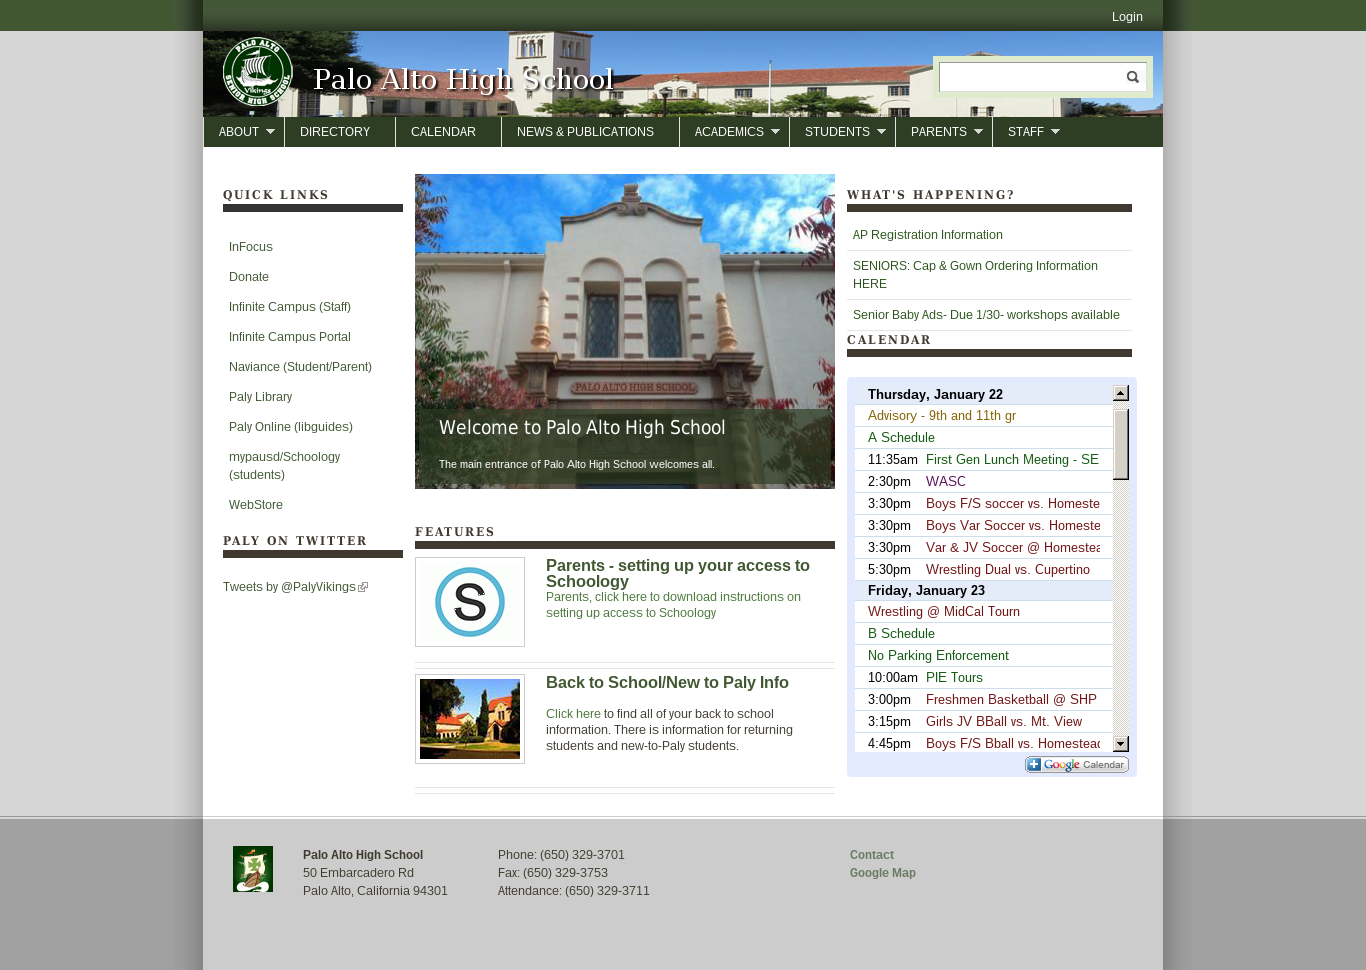 Login
PALO ALTO
Vikings
SENIOR HIGH SCHOOL
Palo Alto High School
ABOUT DIRECTORY CALENDAR NEWS & PUBLICATIONS ACADEMICS STUDENTS PARENTS STAFF
QUICK LINKS
InFocus
Donate
Infinite Campus (Staff)
Infinite Campus Portal
Naviance (Student/Parent)
Paly Library
Paly Online (libguides)
mypausd/Schoology
(students)
WebStore
PALY ON TWITTER
Tweets by @PalyVikings
PALO ALTO HIGH SCHOOL
Welcome to Palo Alto High School
The main entrance of Palo Alto High School welcomes all.
FEATURES
S
Parents - setting up your access to
Schoology
Parents, click here to download instructions on
setting up access to Schoology
Back to School/New to Paly Info
Click here to find all of your back to school
information. There is information for returning
students and new-to-Paly students.
WHAT'S HAPPENING?
AP Registration Information
SENIORS: Cap & Gown Ordering Information
HERE
Senior Baby Ads- Due 1/30- workshops available
CALENDAR
Thursday, January 22
Advisory - 9th and 11th gr
A Schedule
11:35am First Gen Lunch Meeting - SE
2:30pm WASC
3:30pm Boys F/S soccer vs. Homeste
3:30pm Boys Var Soccer vs. Homeste
3:30pm Var & JV Soccer @ Homestea
5:30pm Wrestling Dual vs. Cupertino
Friday, January 23
Wrestling @ MidCal Tourn
B Schedule
No Parking Enforcement
10:00am PIE Tours
3:00pm Freshmen Basketball @ SHP
3:15pm Girls JV BBall vs. Mt. View
4:45pm Boys F/S Bball vs. Homestead
Google Calendar
Palo Alto High School
50 Embarcadero Rd
Palo Alto, California 94301
Phone: (650) 329-3701
Fax: (650) 329-3753
Attendance: (650) 329-3711
Contact
Google Map